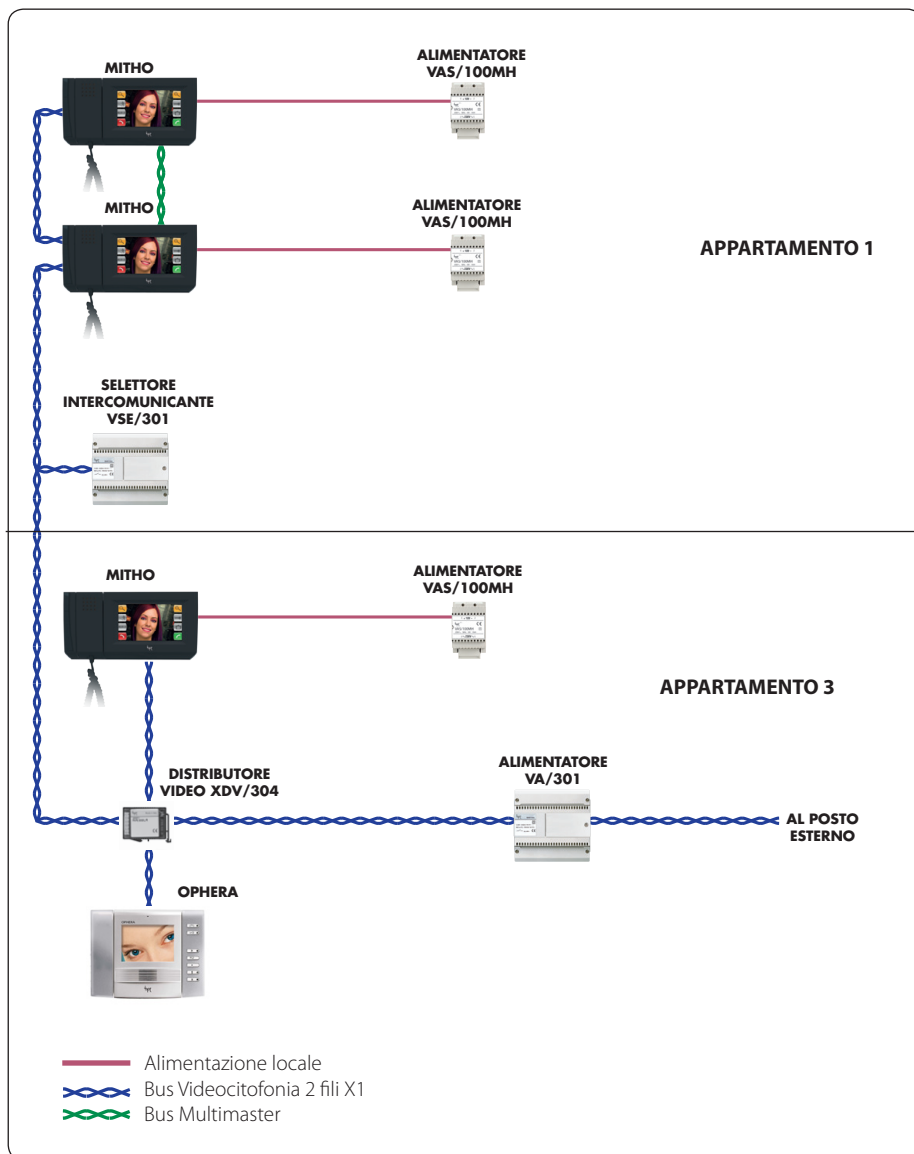 MITHO
ALIMENTATORE
VAS/100MH
MITHO
ALIMENTATORE
VAS/100MH
APPARTAMENTO 1
SELETTORE
INTERCOMUNICANTE
VSE/301
MITHO
ALIMENTATORE
VAS/100MH
APPARTAMENTO 3
DISTRIBUTORE
VIDEO XDV/304
ALIMENTATORE
VA/301
AL POSTO
ESTERNO
OPHERA
OPHERA
Alimentazione locale
Bus Videocitofonia 2 fili X1
Bus Multimaster